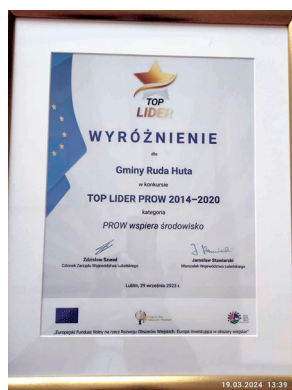 TOP
LIDER
WYRÓŻNIENIE
dla
Gminy Ruda Huta
w konkursie
TOP LIDER PROW 2014–2020
kategoria
PROW wspiera środowisko
Zdzisław Szwed
Członek Zarządu Województwa Lubelskiego
Jarosław Stawiarski
Marszałek Województwa Lubelskiego
Lublin, 29 września 2023 r.
„Europejski Fundusz Rolny na rzecz Rozwoju Obszarów Wiejskich: Europa inwestująca w obszary wiejskie”
19.03.2024 13:39